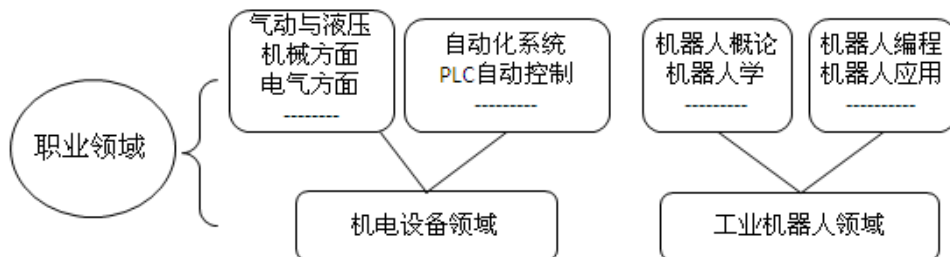 职业领域
气动与液压
机械方面
电气方面
--------
自动化系统
PLC自动控制
---------
机器人概论
机器人学
---------
机器人编程
机器人应用
----------
机电设备领域
工业机器人领域